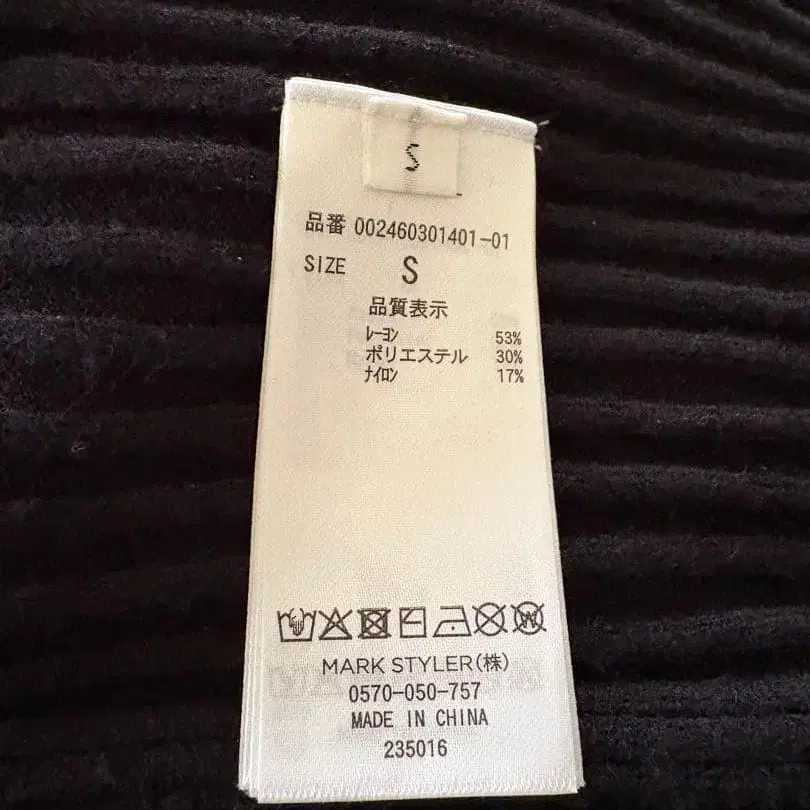 S
品番 002460301401-01
SIZE S
品質表示
レーヨン 53%
ポリエステル 30%
ナイロン 17%
MARK STYLER(株)
0570-050-757
MADE IN CHINA
235016